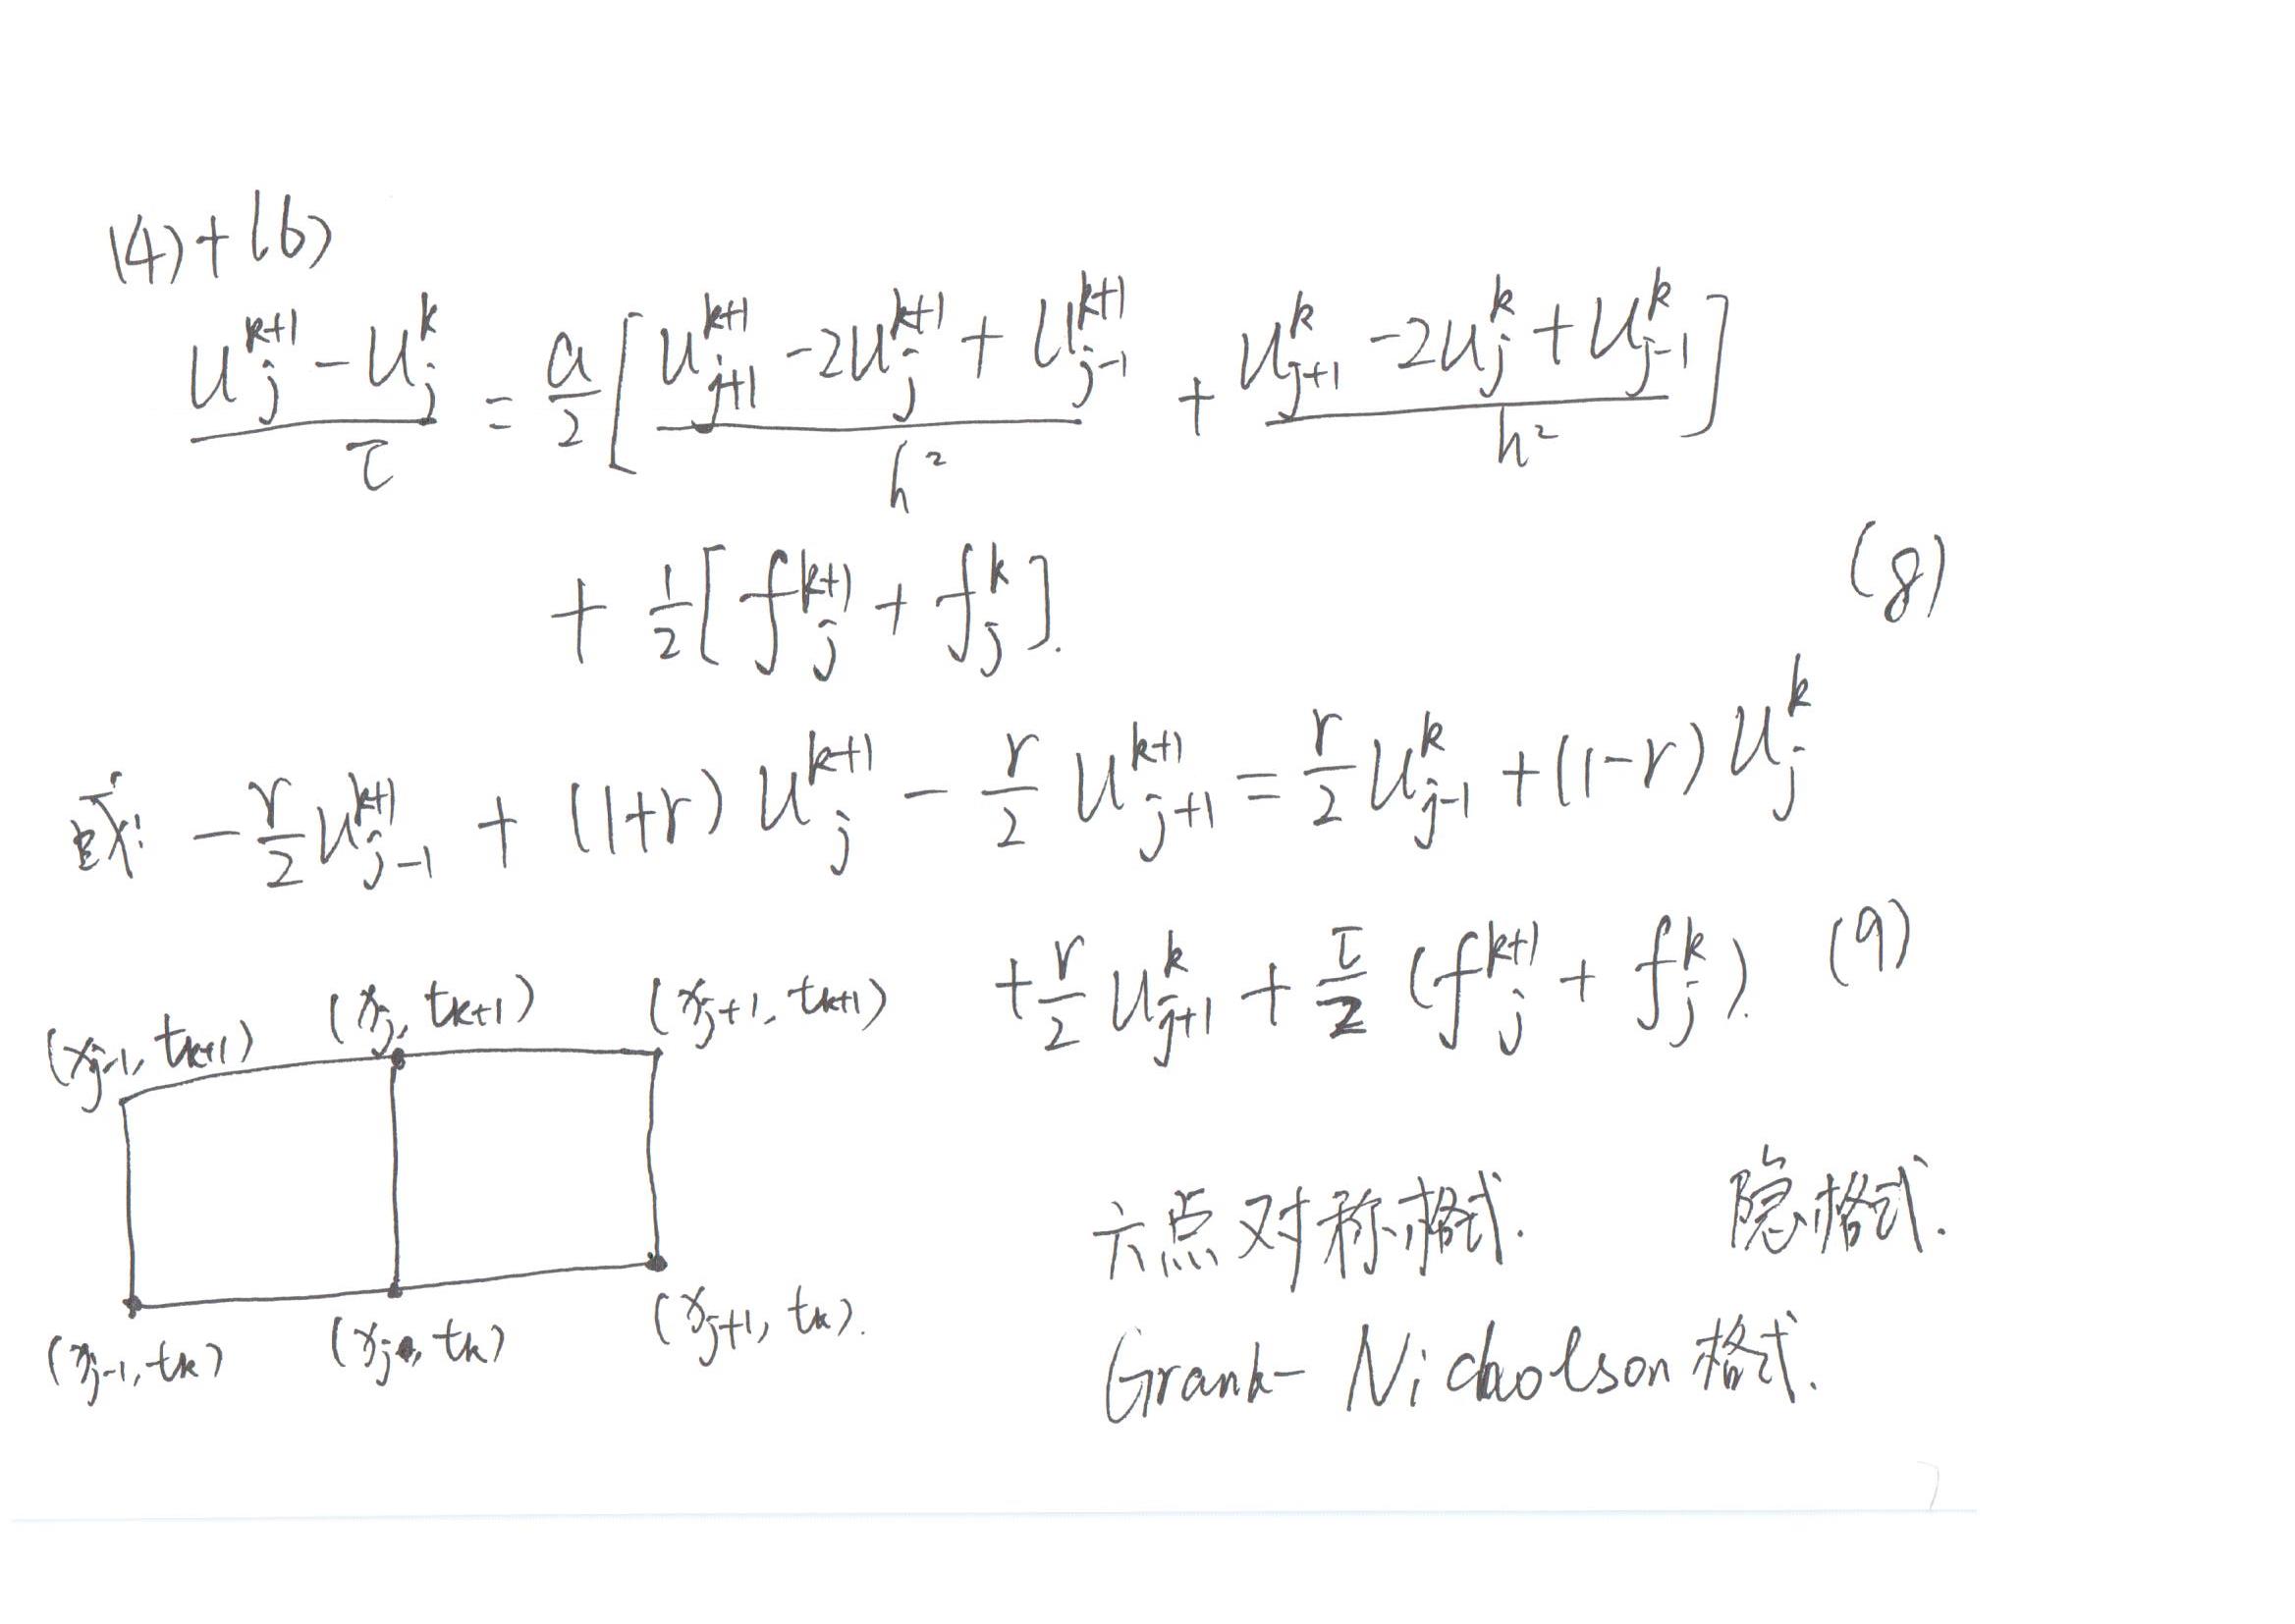 (4)+(6)
\frac{u_j^{k+1} - u_j^k}{\tau} = \frac{a}{2} \left[ \frac{u_{j+1}^{k+1} - 2u_j^{k+1} + u_{j-1}^{k+1}}{h^2} + \frac{u_{j+1}^k - 2u_j^k + u_{j-1}^k}{h^2} \right]
+ \frac{1}{2} [ f_j^{k+1} + f_j^k ]. (8)
或: -\frac{r}{2} u_{j-1}^{k+1} + (1+r) u_j^{k+1} - \frac{r}{2} u_{j+1}^{k+1} = \frac{r}{2} u_{j-1}^k + (1-r) u_j^k
+ \frac{r}{2} u_{j+1}^k + \frac{\tau}{2} (f_j^{k+1} + f_j^k). (9)
(x_{j-1}, t_{k+1}) (x_j, t_{k+1}) (x_{j+1}, t_{k+1})
六点对称格式. 隐格式.
(x_{j-1}, t_k) (x_j, t_k) (x_{j+1}, t_k).
Grank-Nicholson 格式.